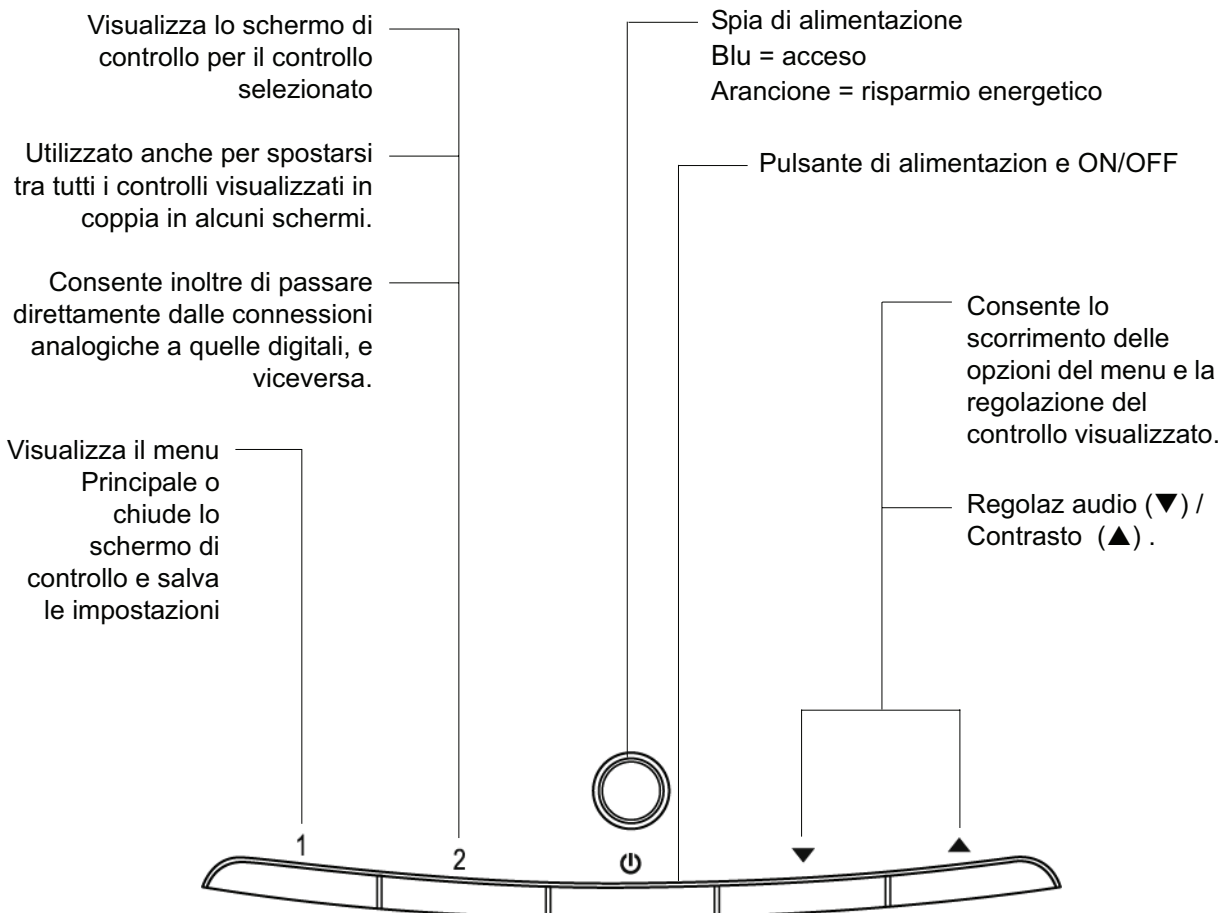 Visualizza lo schermo di
controllo per il controllo
selezionato
Utilizzato anche per spostarsi
tra tutti i controlli visualizzati in
coppia in alcuni schermi.
Consente inoltre di passare
direttamente dalle connessioni
analogiche a quelle digitali, e
viceversa.
Visualizza il menu
Principale o
chiude lo
schermo di
controllo e salva
le impostazioni
Spia di alimentazione
Blu = acceso
Arancione = risparmio energetico
Pulsante di alimentazion e ON/OFF
Consente lo
scorrimento delle
opzioni del menu e la
regolazione del
controllo visualizzato.
Regolaz audio (▼) /
Contrasto (▲) .
1
2
▼
▲